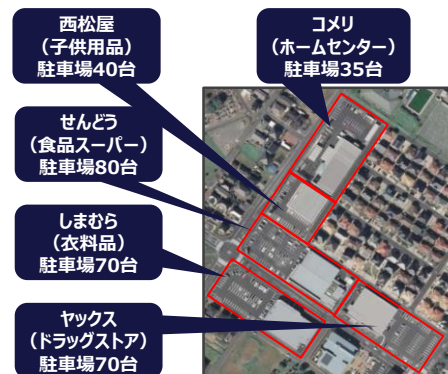 西松屋
（子供用品）
駐車場40台
コメリ
（ホームセンター）
駐車場35台
せんどう
（食品スーパー）
駐車場80台
しまむら
（衣料品）
駐車場70台
ヤックス
（ドラッグストア）
駐車場70台